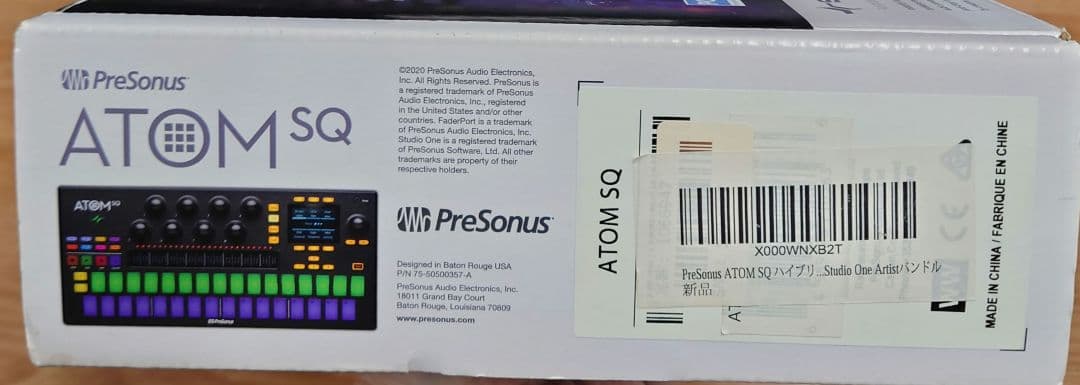 PreSonus
ATOM SQ
©2020 PreSonus Audio Electronics,
Inc. All Rights Reserved. PreSonus is
a registered trademark of PreSonus
Audio Electronics, Inc., registered
in the United States and/or other
countries. FaderPort is a trademark
of PreSonus Audio Electronics, Inc.
Studio One is a registered trademark
of PreSonus Software, Ltd. All other
trademarks are property of their
respective holders.
ATOM SQ
PreSonus
PreSonus
Designed in Baton Rouge USA
P/N 75-50500357-A
PreSonus Audio Electronics, Inc.
18011 Grand Bay Court
Baton Rouge, Louisiana 70809
www.presonus.com
ATOM SQ
X000WNXB2T
PreSonus ATOM SQ ハイブリ...Studio One Artistバンドル
新品
CE
MADE IN CHINA / FABRIQUE EN CHINE